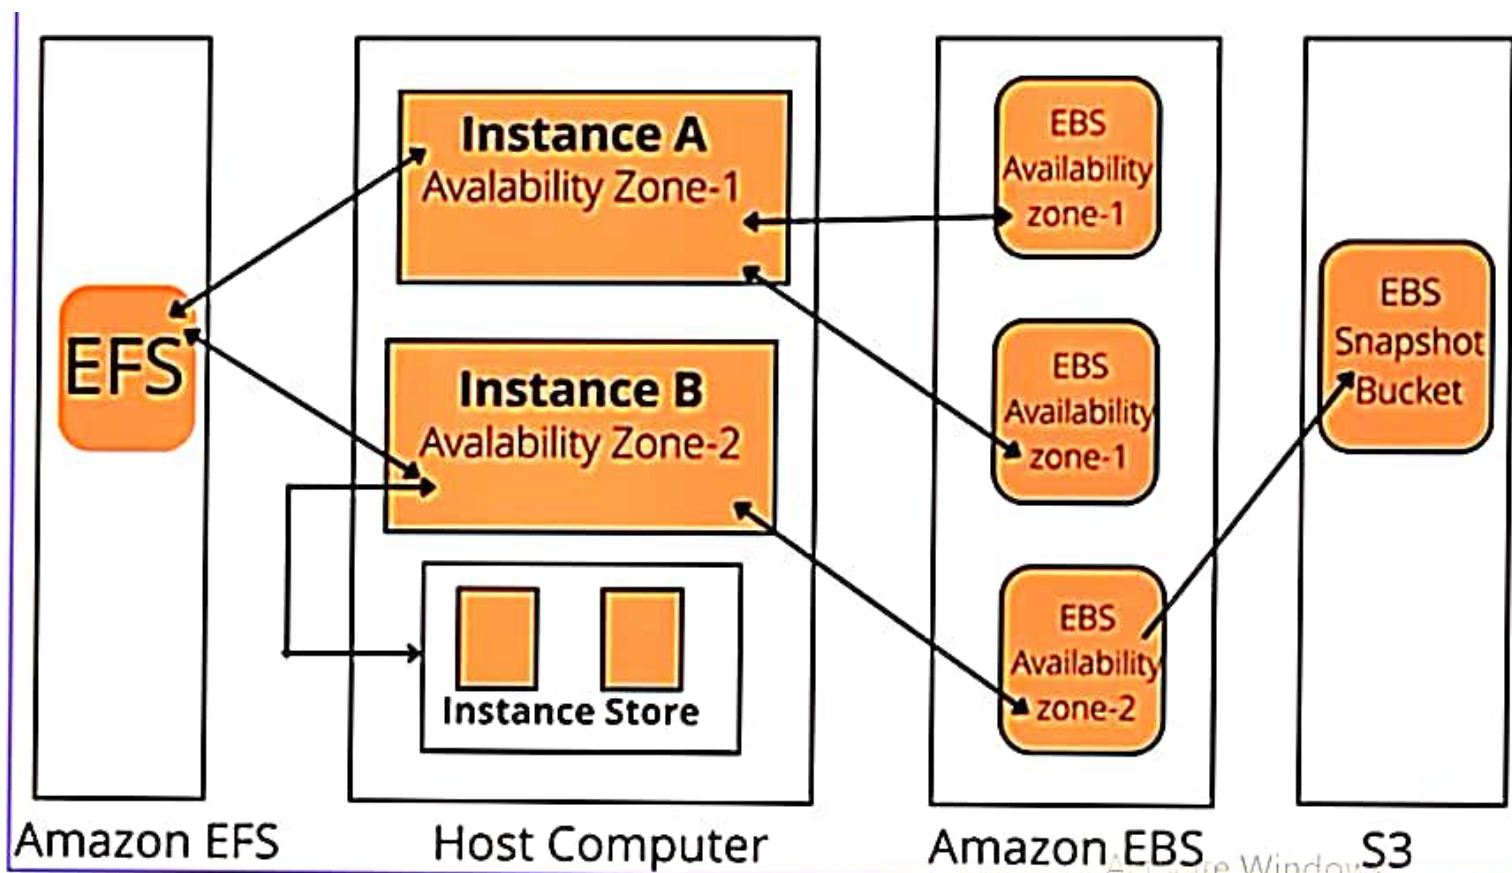 EFS
Amazon EFS
Instance A
Avalability Zone-1
Instance B
Avalability Zone-2
Instance Store
Host Computer
EBS
Availability
zone-1
EBS
Availability
zone-1
EBS
Availability
zone-2
Amazon EBS
EBS
Snapshot
Bucket
S3